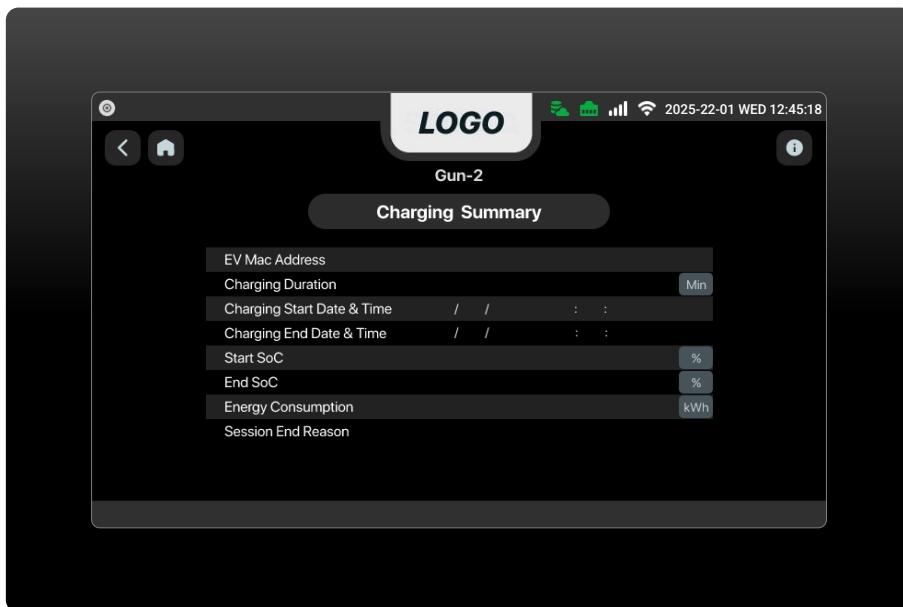 LOGO
2025-22-01 WED 12:45:18
Gun-2
Charging Summary
EV Mac Address
Charging Duration Min
Charging Start Date & Time / / : :
Charging End Date & Time / / : :
Start SoC %
End SoC %
Energy Consumption kWh
Session End Reason